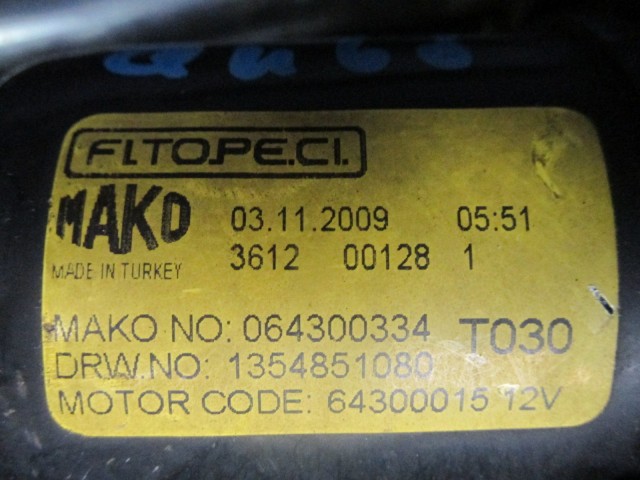 FI.TO.PE.CI.
MAKO 03.11.2009 05:51
MADE IN TURKEY 3612 00128 1
MAKO NO: 064300334 T030
DRW.NO: 1354851080
MOTOR CODE: 64300015 12V